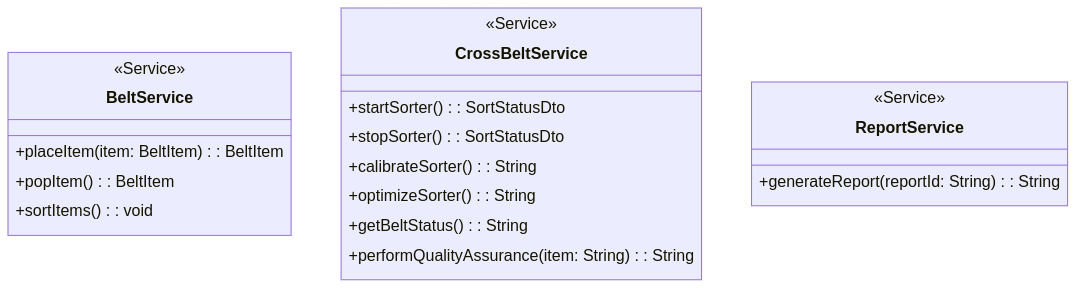 «Service»
BeltService
+placeItem(item: BeltItem) : : BeltItem
+popItem() : : BeltItem
+sortItems() : : void
«Service»
CrossBeltService
+startSorter() : : SortStatusDto
+stopSorter() : : SortStatusDto
+calibrateSorter() : : String
+optimizeSorter() : : String
+getBeltStatus() : : String
+performQualityAssurance(item: String) : : String
«Service»
ReportService
+generateReport(reportId: String) : : String